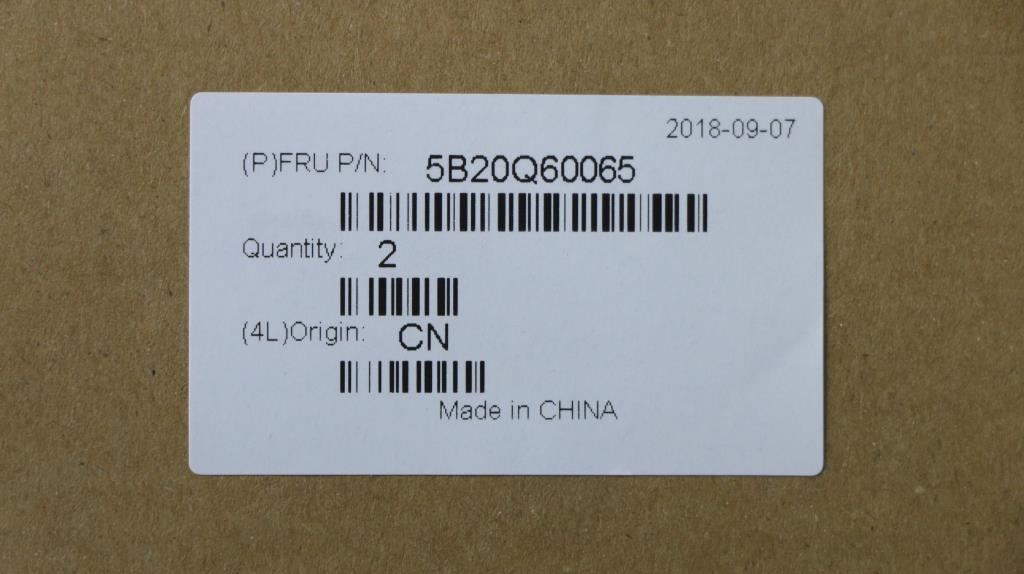 2018-09-07
(P)FRU P/N: 5B20Q60065
Quantity: 2
(4L)Origin: CN
Made in CHINA